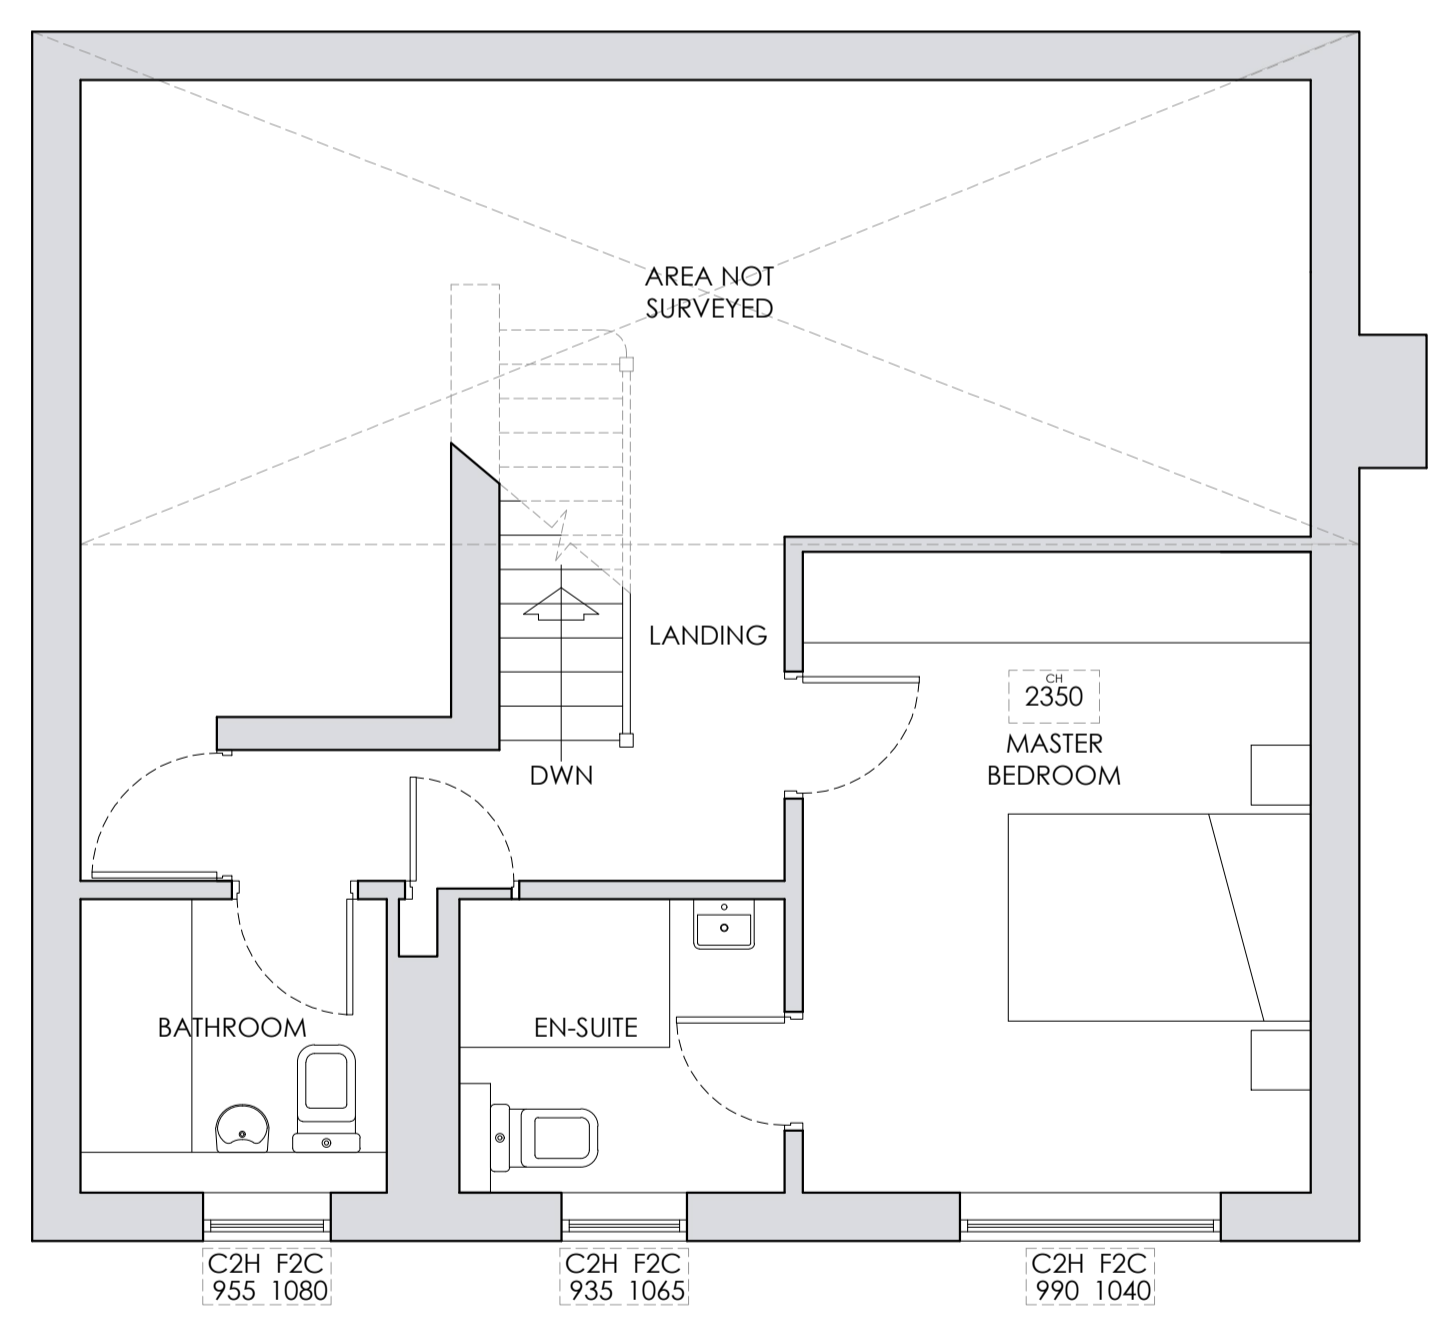 AREA NOT
SURVEYED
LANDING
CH
2350
MASTER
BEDROOM
DWN
BATHROOM
EN-SUITE
C2H F2C
955 1080
C2H F2C
935 1065
C2H F2C
990 1040